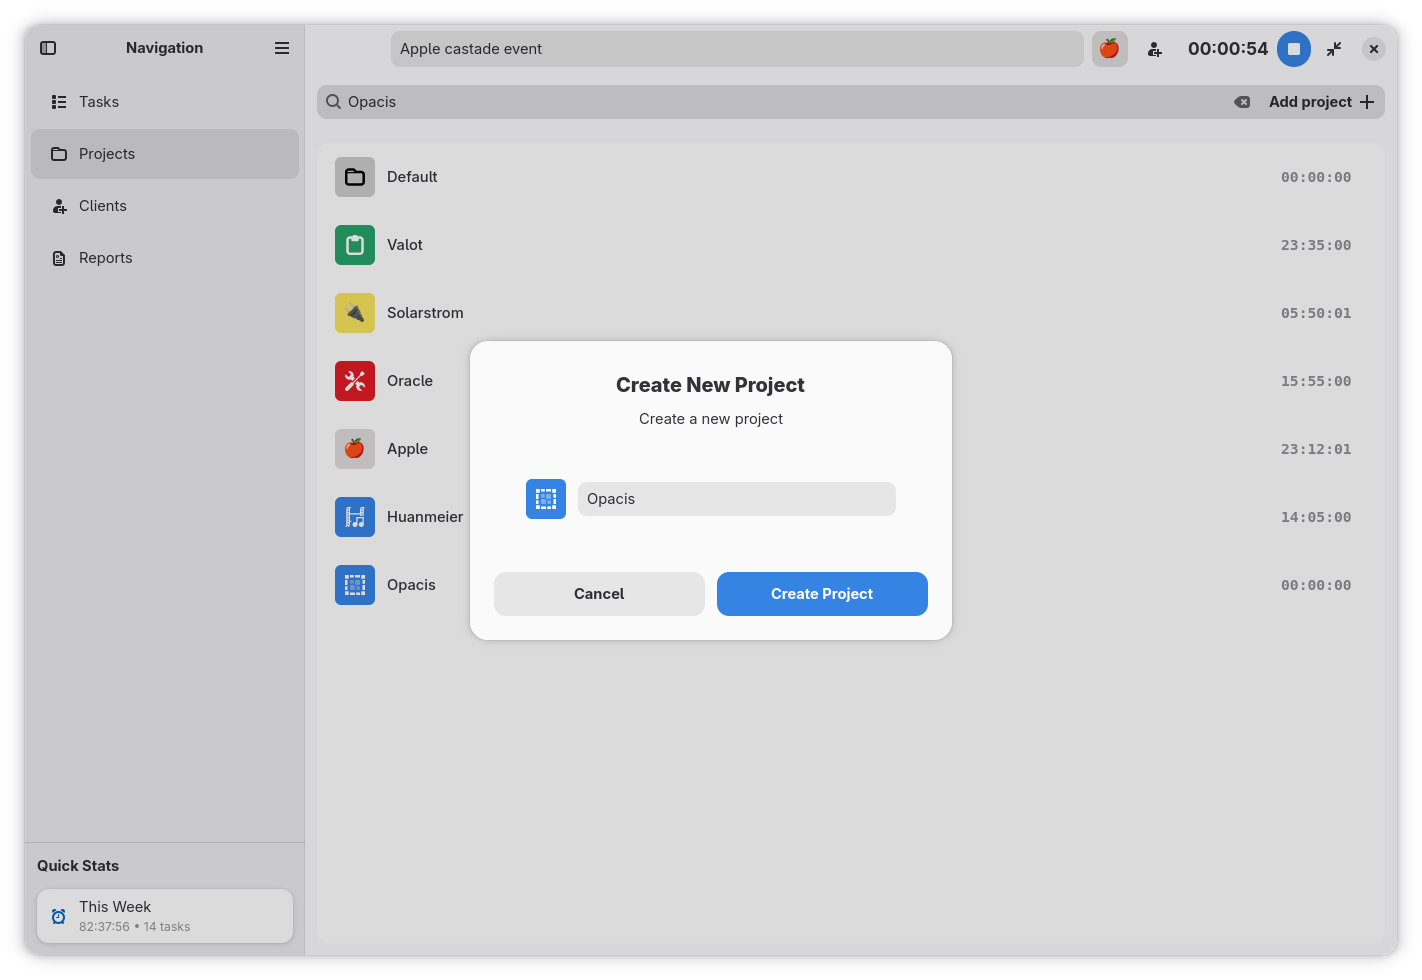 Navigation
Apple castade event
00:00:54
Tasks
Projects
Clients
Reports
Opacis
Add project
Default
00:00:00
Valot
23:35:00
Solarstrom
05:50:01
Oracle
15:55:00
Apple
23:12:01
Huanmeier
14:05:00
Opacis
00:00:00
Create New Project
Create a new project
Opacis
Cancel
Create Project
Quick Stats
This Week
82:37:56 • 14 tasks